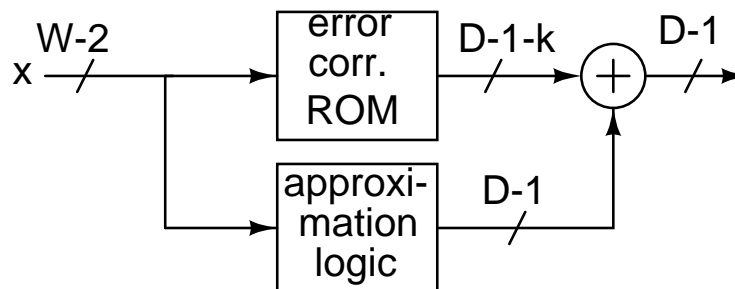 W-2
x
error
corr.
ROM
D-1-k
+
D-1
approxi-
mation
logic
D-1